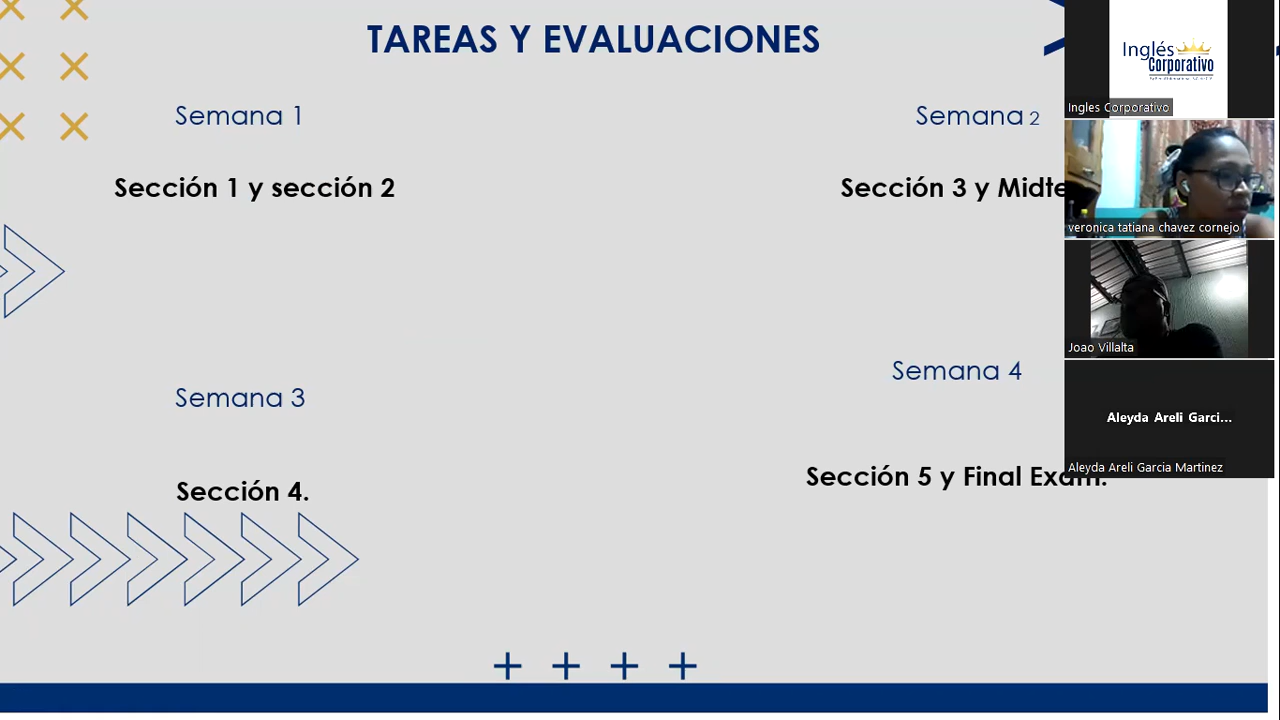 TAREAS Y EVALUACIONES
Semana 1
Semana 2
Sección 1 y sección 2
Sección 3 y Midte
Semana 3
Semana 4
Sección 4.
Sección 5 y Final Exam.
Inglés
Corporativo
Ingles Corporativo
veronica tatiana chavez cornejo
Joao Villalta
Aleyda Areli Garci...
Aleyda Areli Garcia Martinez